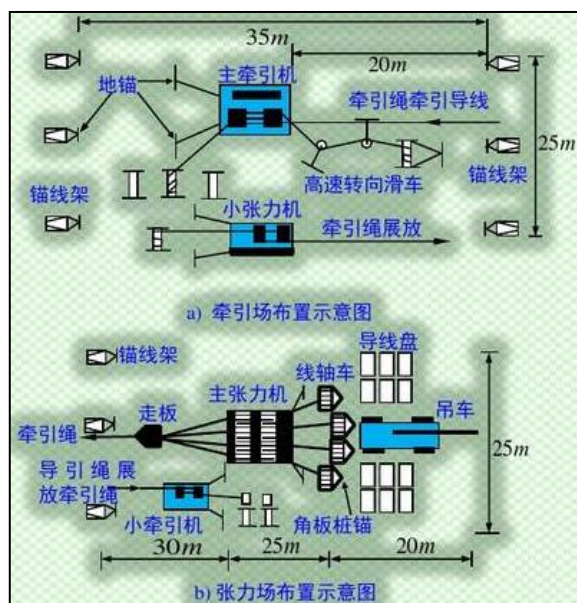 35m
20m
主牵引机
地锚
牵引绳牵引导线
25m
高速转向滑车
锚线架
锚线架
小张力机
牵引绳展放
a) 牵引场布置示意图
导线盘
锚线架
线轴车
主张力机
走板
吊车
牵引绳
25m
导引绳展
放牵引绳
小牵引机
角板桩锚
30m
25m
20m
b) 张力场布置示意图